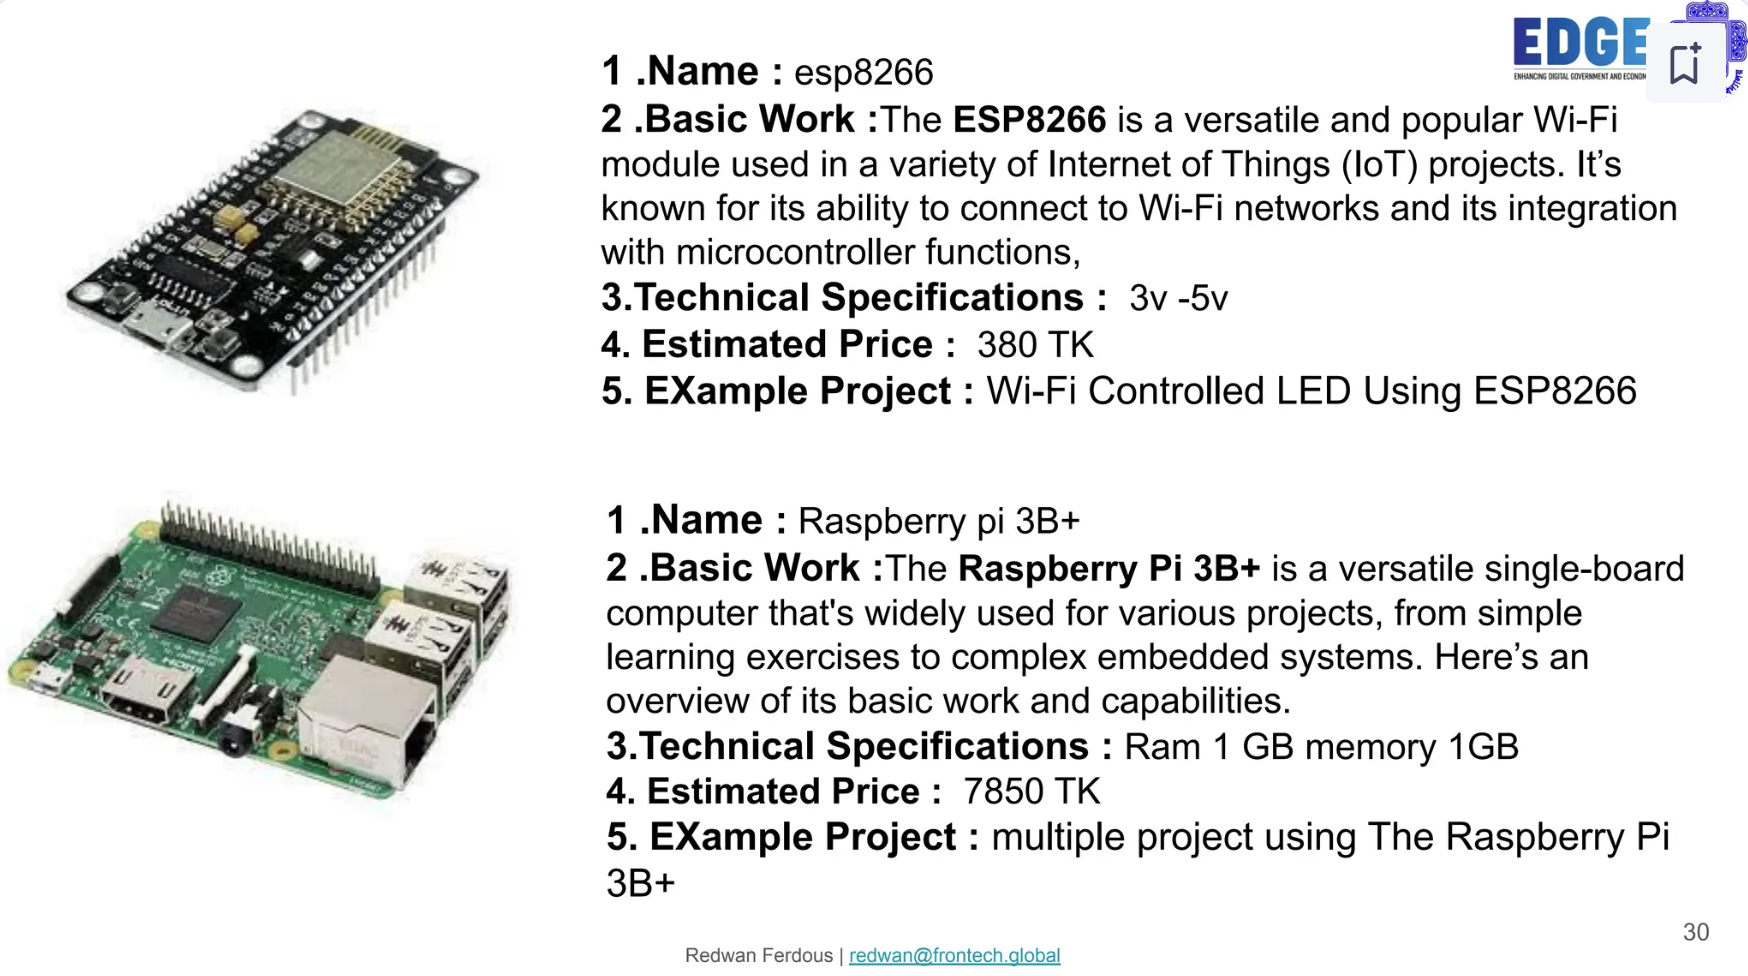 EDGE
ENHANCING DIGITAL GOVERNMENT AND ECONOM
1 .Name : esp8266
2 .Basic Work :The ESP8266 is a versatile and popular Wi-Fi
module used in a variety of Internet of Things (IoT) projects. It’s
known for its ability to connect to Wi-Fi networks and its integration
with microcontroller functions,
3.Technical Specifications : 3v -5v
4. Estimated Price : 380 TK
5. EXample Project : Wi-Fi Controlled LED Using ESP8266
1 .Name : Raspberry pi 3B+
2 .Basic Work :The Raspberry Pi 3B+ is a versatile single-board
computer that's widely used for various projects, from simple
learning exercises to complex embedded systems. Here’s an
overview of its basic work and capabilities.
3.Technical Specifications : Ram 1 GB memory 1GB
4. Estimated Price : 7850 TK
5. EXample Project : multiple project using The Raspberry Pi
3B+
30
Redwan Ferdous | redwan@frontech.global